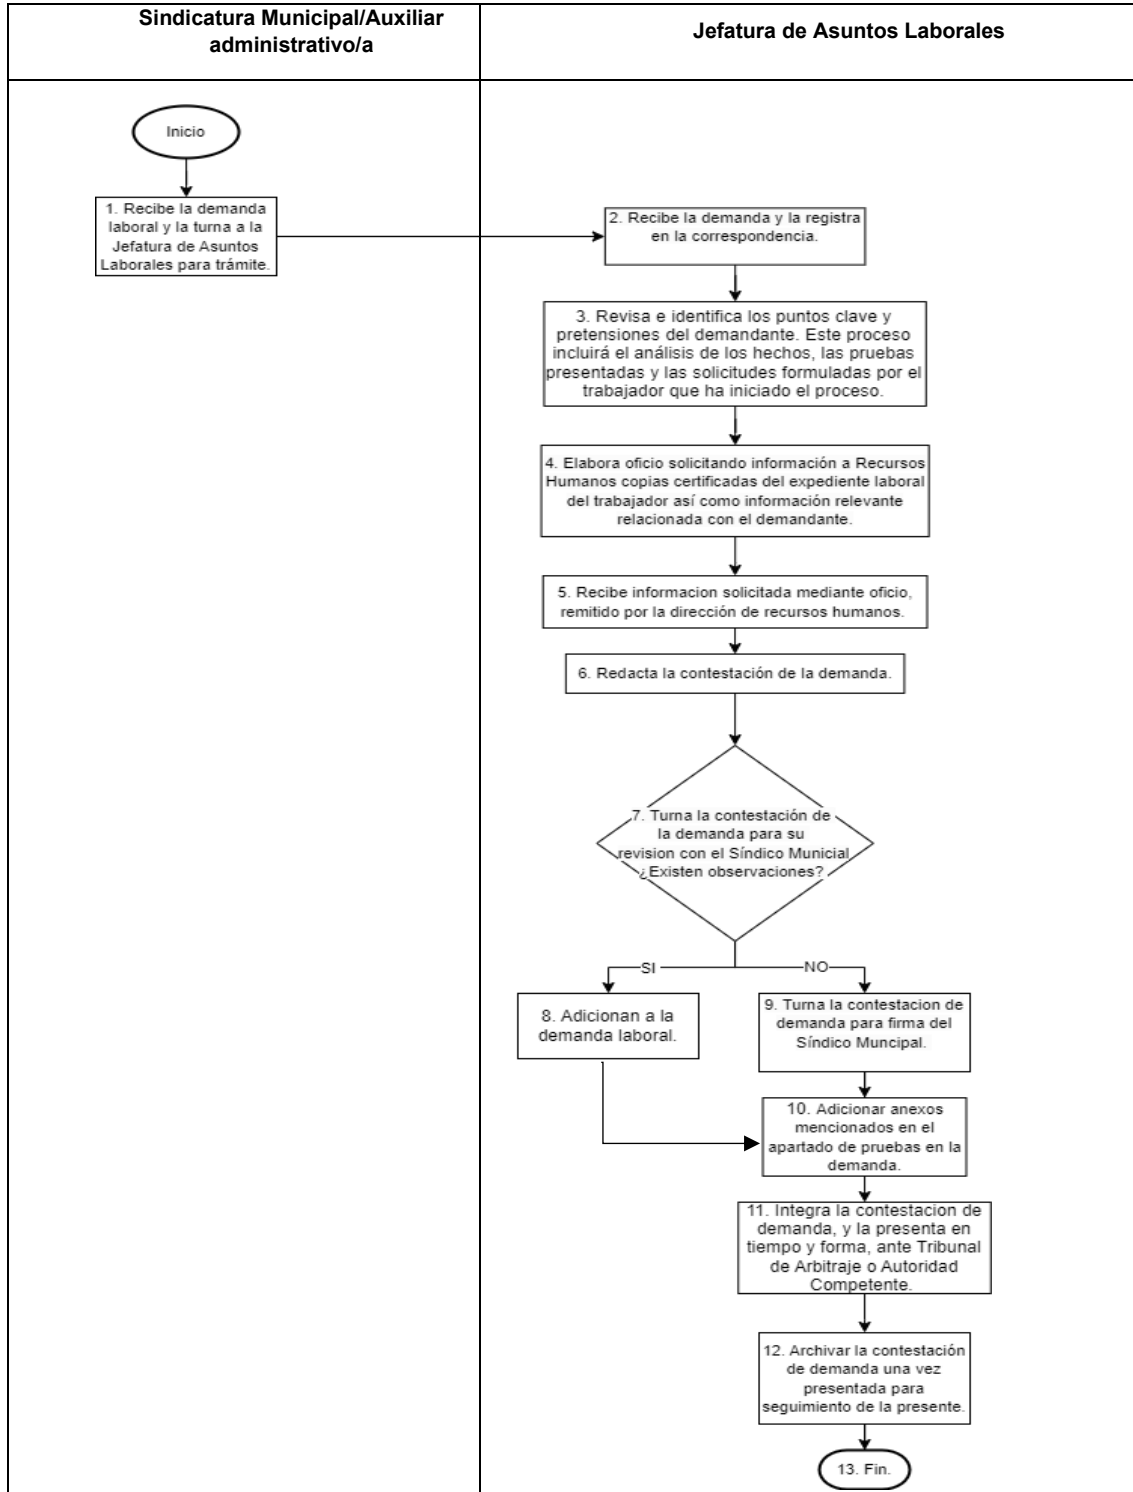 Sindicatura Municipal/Auxiliar
administrativo/a
Jefatura de Asuntos Laborales
Inicio
1. Recibe la demanda
laboral y la turna a la
Jefatura de Asuntos
Laborales para trámite.
2. Recibe la demanda y la registra
en la correspondencia.
3. Revisa e identifica los puntos clave y
pretensiones del demandante. Este proceso
incluirá el análisis de los hechos, las pruebas
presentadas y las solicitudes formuladas por el
trabajador que ha iniciado el proceso.
4. Elabora oficio solicitando información a Recursos
Humanos copias certificadas del expediente laboral
del trabajador así como información relevante
relacionada con el demandante.
5. Recibe informacion solicitada mediante oficio,
remitido por la dirección de recursos humanos.
6. Redacta la contestación de la demanda.
7. Turna la contestación de
la demanda para su
revision con el Síndico Municial
¿Existen observaciones?
SI
NO
8. Adicionan a la
demanda laboral.
9. Turna la contestacion de
demanda para firma del
Síndico Muncipal.
10. Adicionar anexos
mencionados en el
apartado de pruebas en la
demanda.
11. Integra la contestacion de
demanda, y la presenta en
tiempo y forma, ante Tribunal
de Arbitraje o Autoridad
Competente.
12. Archivar la contestación
de demanda una vez
presentada para
seguimiento de la presente.
13. Fin.